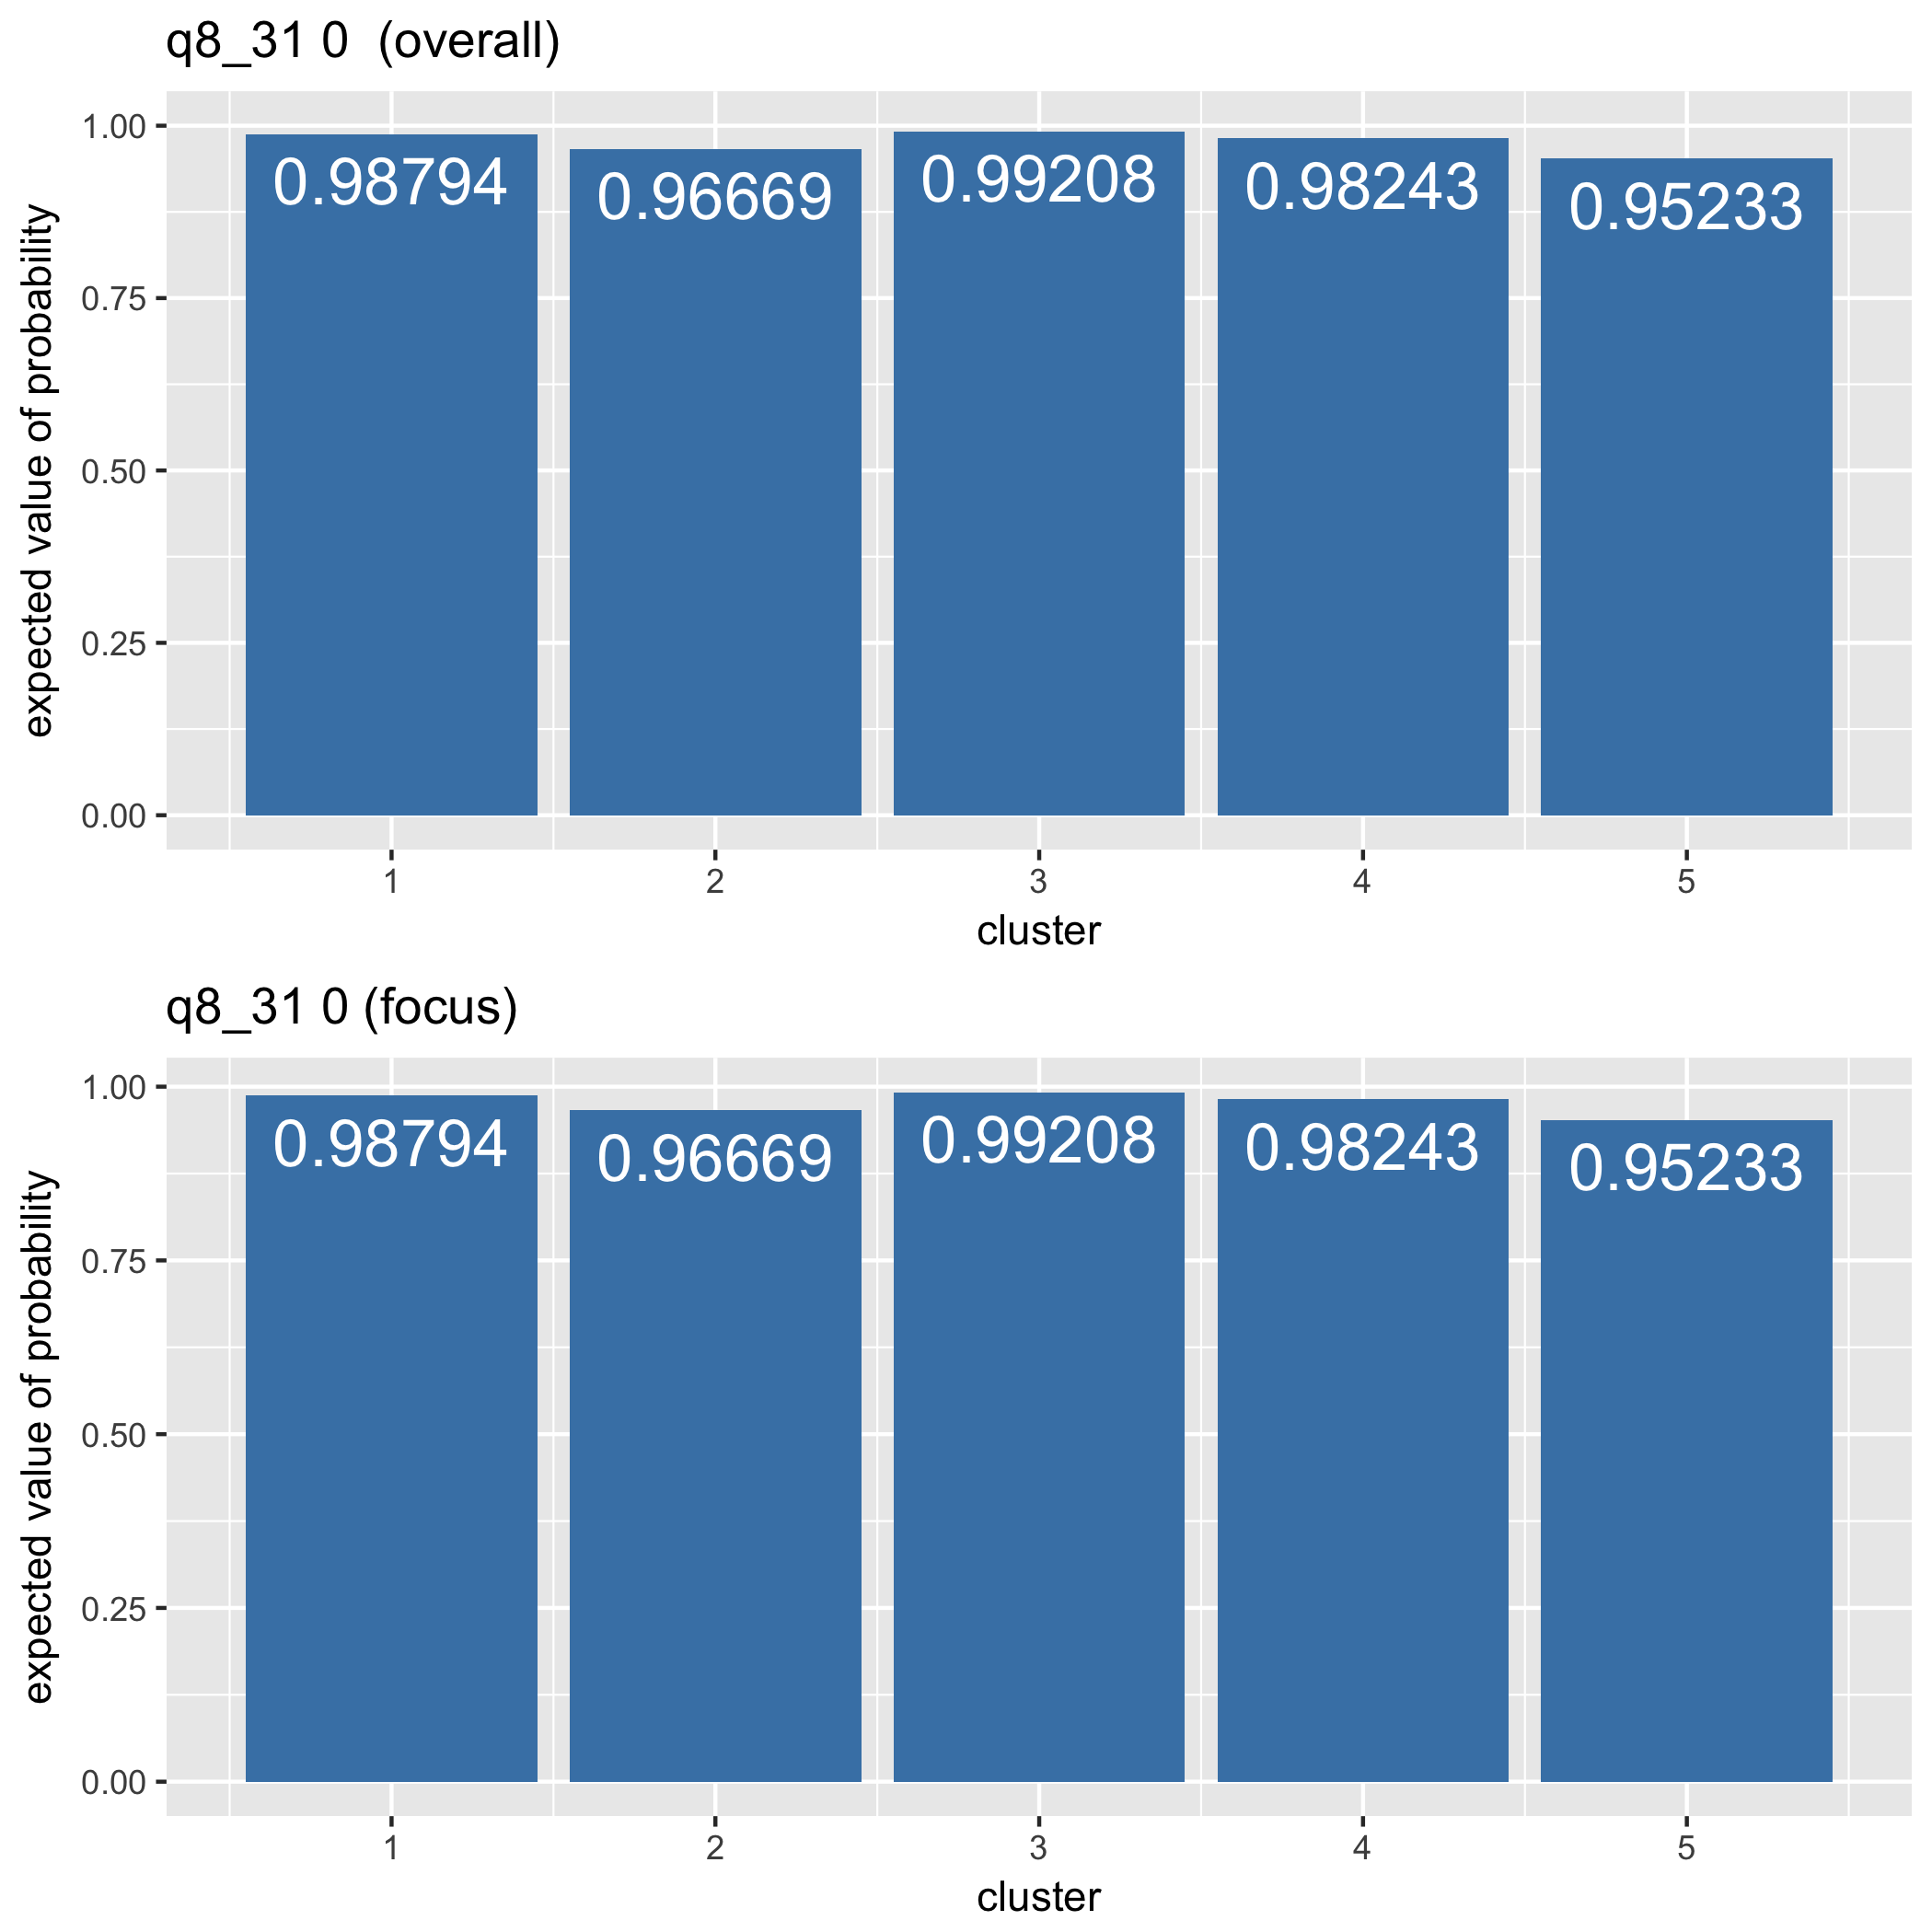 q8_31 0  (overall)
expected value of probability
1.00
0.75
0.50
0.25
0.00
0.98794 0.96669 0.99208 0.98243 0.95233
1 2 3 4 5
cluster
q8_31 0 (focus)
expected value of probability
1.00
0.75
0.50
0.25
0.00
0.98794 0.96669 0.99208 0.98243 0.95233
1 2 3 4 5
cluster